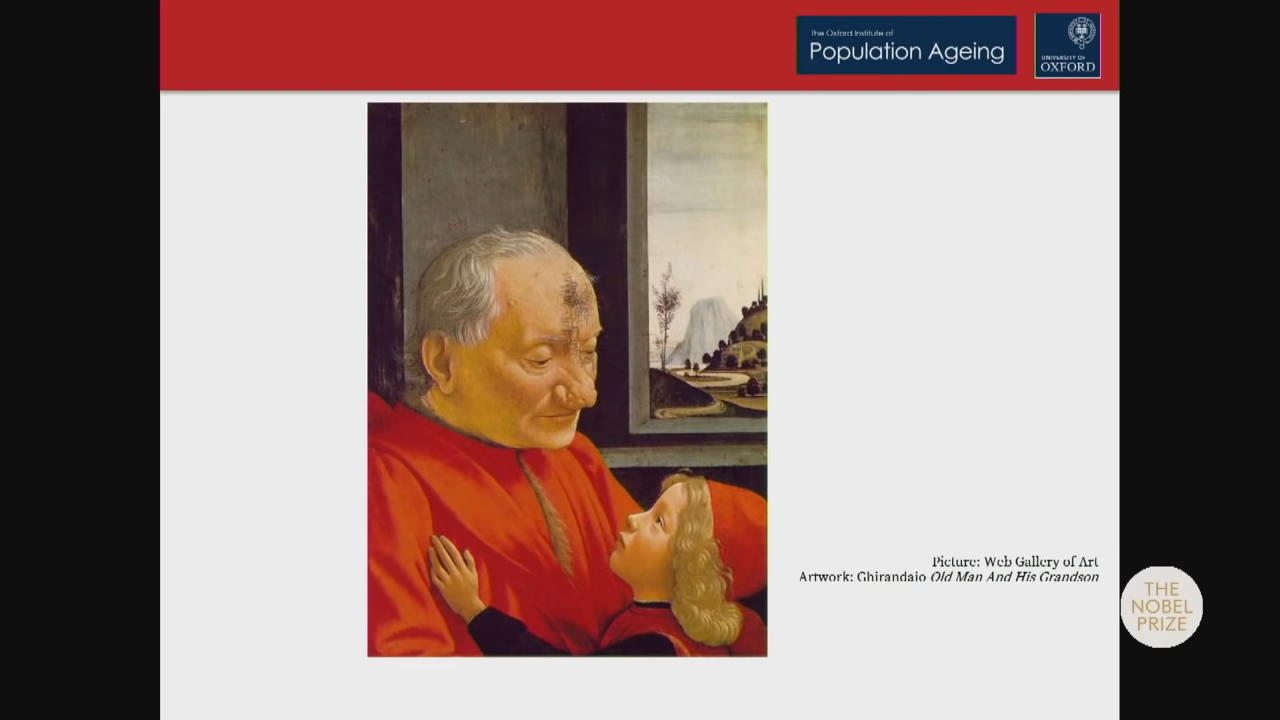 The Oxford Institute of
Population Ageing
UNIVERSITY OF
OXFORD
Picture: Web Gallery of Art
Artwork: Ghirandaio Old Man And His Grandson
THE
NOBEL
PRIZE